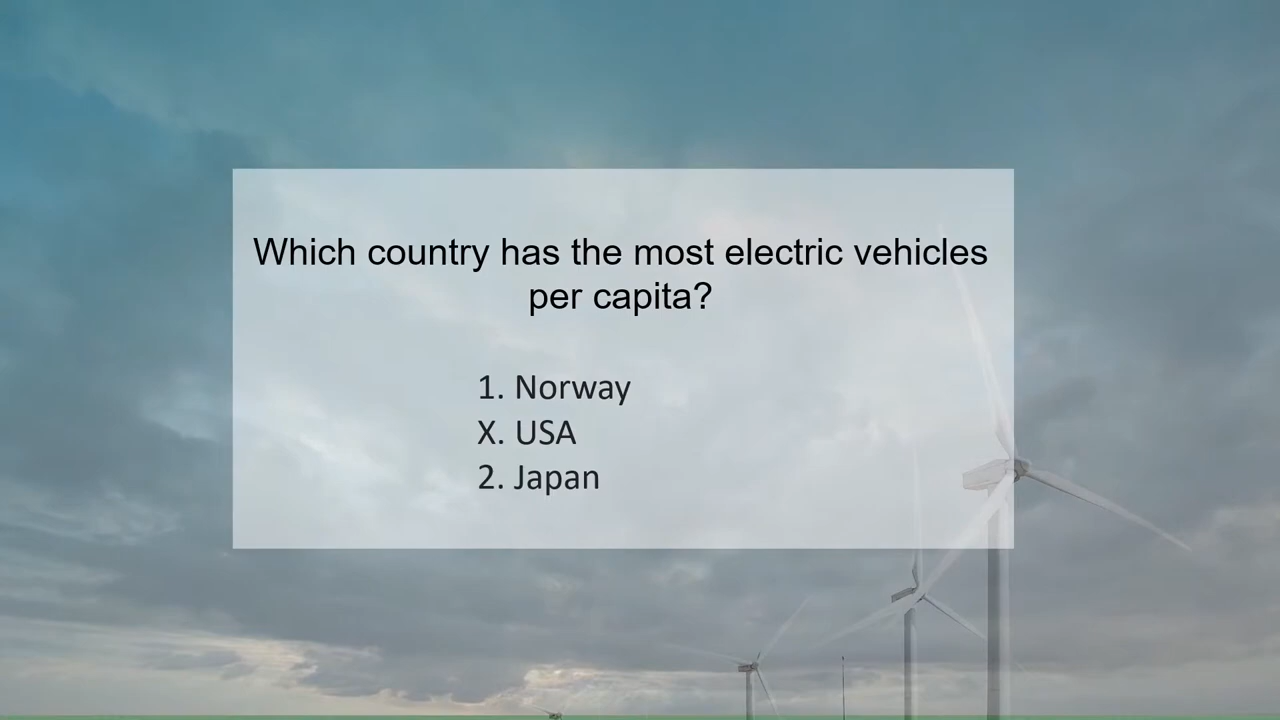 Which country has the most electric vehicles
per capita?
1. Norway
X. USA
2. Japan